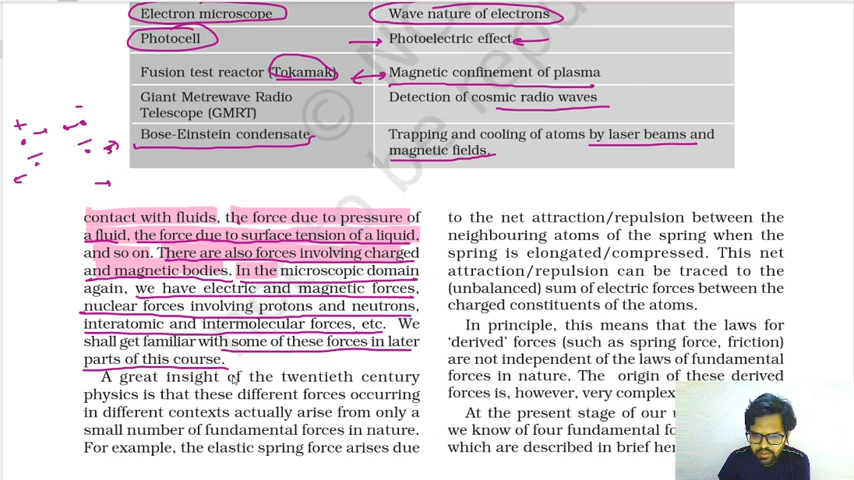 Electron microscope Wave nature of electrons
Photocell Photoelectric effect
Fusion test reactor (Tokamak) Magnetic confinement of plasma
Giant Metrewave Radio Detection of cosmic radio waves
Telescope (GMRT)
Bose-Einstein condensate Trapping and cooling of atoms by laser beams and
magnetic fields.
contact with fluids, the force due to pressure of
a fluid, the force due to surface tension of a liquid,
and so on. There are also forces involving charged
and magnetic bodies. In the microscopic domain
again, we have electric and magnetic forces,
nuclear forces involving protons and neutrons,
interatomic and intermolecular forces, etc. We
shall get familiar with some of these forces in later
parts of this course.
A great insight of the twentieth century
physics is that these different forces occurring
in different contexts actually arise from only a
small number of fundamental forces in nature.
For example, the elastic spring force arises due
to the net attraction/repulsion between the
neighbouring atoms of the spring when the
spring is elongated/compressed. This net
attraction/repulsion can be traced to the
(unbalanced) sum of electric forces between the
charged constituents of the atoms.
In principle, this means that the laws for
‘derived’ forces (such as spring force, friction)
are not independent of the laws of fundamental
forces in nature. The origin of these derived
forces is, however, very complex
At the present stage of our
we know of four fundamental
which are described in brief